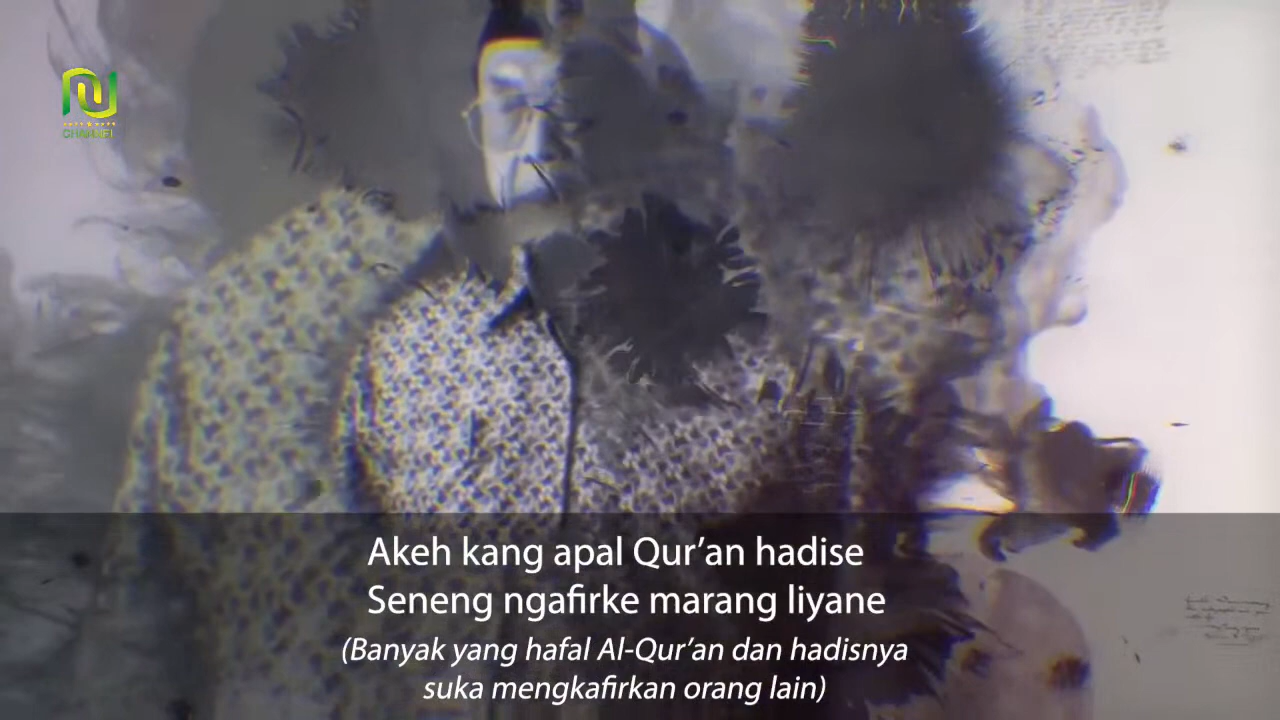 CHANNEL
Akeh kang apal Qur’an hadise
Seneng ngafirke marang liyane
(Banyak yang hafal Al-Qur’an dan hadisnya
suka mengkafirkan orang lain)